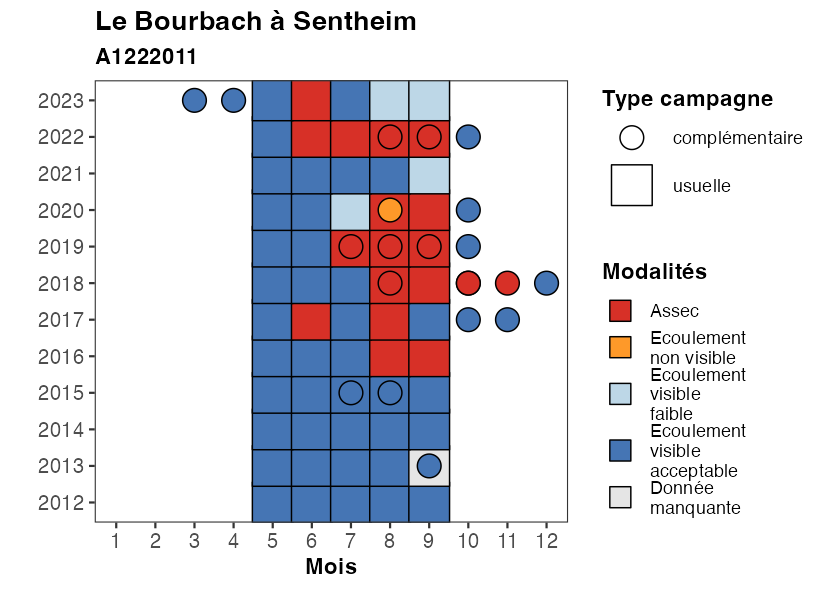 Le Bourbach à Sentheim
A1222011
2023
2022
2021
2020
2019
2018
2017
2016
2015
2014
2013
2012
1 2 3 4 5 6 7 8 9 10 11 12
Mois
Type campagne
complémentaire
usuelle
Modalités
Assec
Ecoulement
non visible
Ecoulement
visible
faible
Ecoulement
visible
acceptable
Donnée
manquante